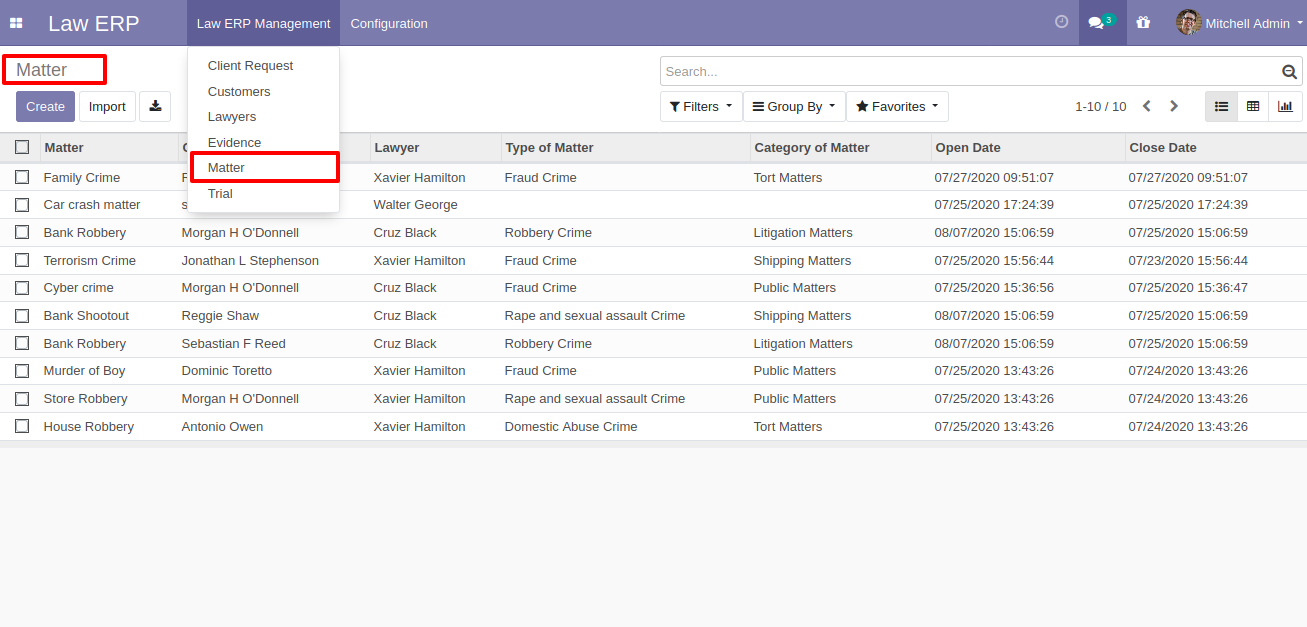 Law ERP Law ERP Management Configuration 3 Mitchell Admin
Matter
Client Request
Search...
Customers
Create Import Filters Group By Favorites 1-10 / 10
Lawyers
Evidence
Matter
Trial
Matter Lawyer Type of Matter Category of Matter Open Date Close Date
Family Crime Xavier Hamilton Fraud Crime Tort Matters 07/27/2020 09:51:07 07/27/2020 09:51:07
Car crash matter Walter George 07/25/2020 17:24:39 07/25/2020 17:24:39
Bank Robbery Morgan H O'Donnell Cruz Black Robbery Crime Litigation Matters 08/07/2020 15:06:59 07/25/2020 15:06:59
Terrorism Crime Jonathan L Stephenson Xavier Hamilton Fraud Crime Shipping Matters 07/25/2020 15:56:44 07/23/2020 15:56:44
Cyber crime Morgan H O'Donnell Cruz Black Fraud Crime Public Matters 07/25/2020 15:36:56 07/25/2020 15:36:47
Bank Shootout Reggie Shaw Cruz Black Rape and sexual assault Crime Shipping Matters 08/07/2020 15:06:59 07/25/2020 15:06:59
Bank Robbery Sebastian F Reed Cruz Black Robbery Crime Litigation Matters 08/07/2020 15:06:59 07/25/2020 15:06:59
Murder of Boy Dominic Toretto Xavier Hamilton Fraud Crime Public Matters 07/25/2020 13:43:26 07/24/2020 13:43:26
Store Robbery Morgan H O'Donnell Xavier Hamilton Rape and sexual assault Crime Public Matters 07/25/2020 13:43:26 07/24/2020 13:43:26
House Robbery Antonio Owen Xavier Hamilton Domestic Abuse Crime Tort Matters 07/25/2020 13:43:26 07/24/2020 13:43:26